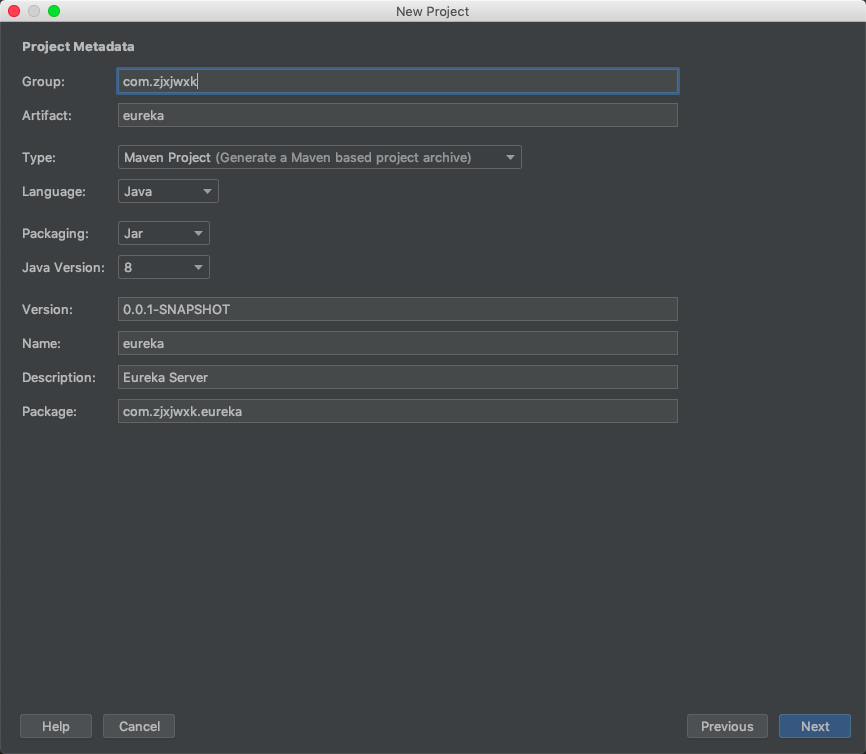 New Project
Project Metadata
Group: com.zjxjwxk
Artifact: eureka
Type: Maven Project (Generate a Maven based project archive)
Language: Java
Packaging: Jar
Java Version: 8
Version: 0.0.1-SNAPSHOT
Name: eureka
Description: Eureka Server
Package: com.zjxjwxk.eureka
Help Cancel Previous Next